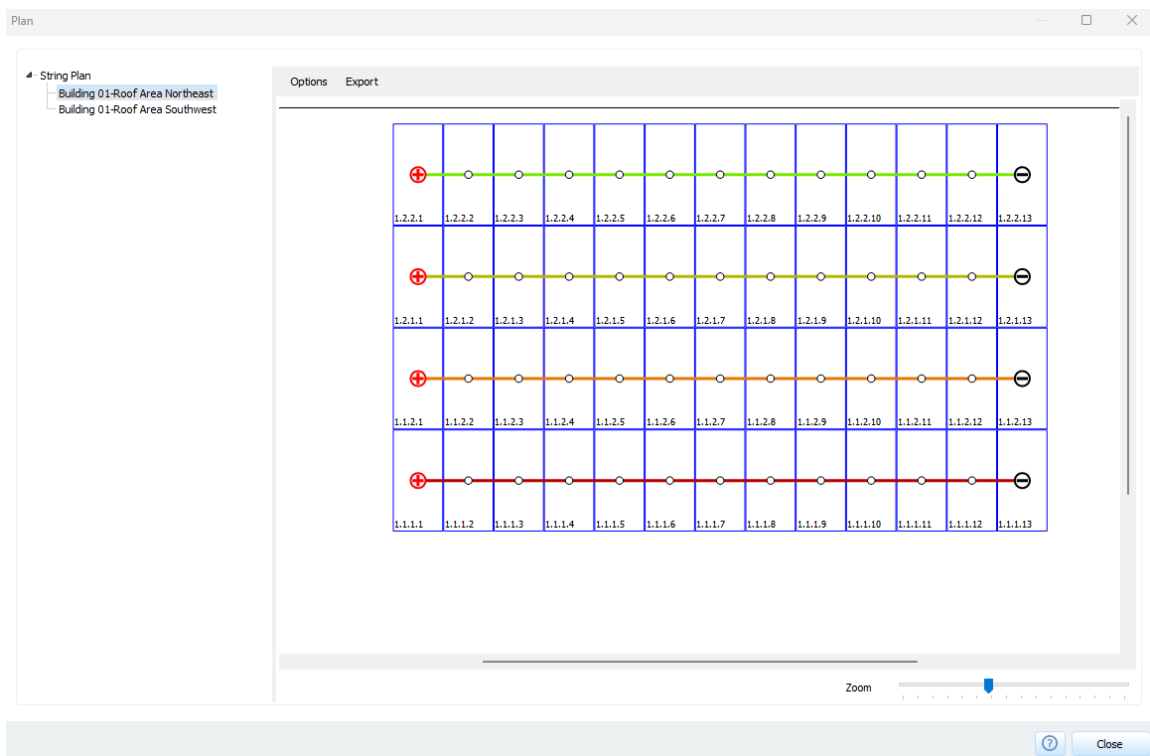 Plan
String Plan
Building 01-Roof Area Northeast
Building 01-Roof Area Southwest
Options Export
1.2.2.1 1.2.2.2 1.2.2.3 1.2.2.4 1.2.2.5 1.2.2.6 1.2.2.7 1.2.2.8 1.2.2.9 1.2.2.10 1.2.2.11 1.2.2.12 1.2.2.13
1.2.1.1 1.2.1.2 1.2.1.3 1.2.1.4 1.2.1.5 1.2.1.6 1.2.1.7 1.2.1.8 1.2.1.9 1.2.1.10 1.2.1.11 1.2.1.12 1.2.1.13
1.1.2.1 1.1.2.2 1.1.2.3 1.1.2.4 1.1.2.5 1.1.2.6 1.1.2.7 1.1.2.8 1.1.2.9 1.1.2.10 1.1.2.11 1.1.2.12 1.1.2.13
1.1.1.1 1.1.1.2 1.1.1.3 1.1.1.4 1.1.1.5 1.1.1.6 1.1.1.7 1.1.1.8 1.1.1.9 1.1.1.10 1.1.1.11 1.1.1.12 1.1.1.13
Zoom
? Close